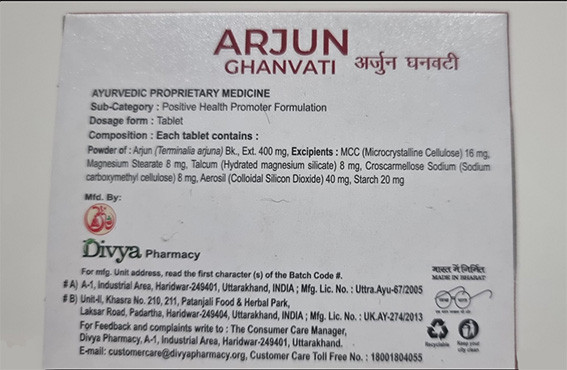 ARJUN
GHANVATI अर्जुन घनवटी
AYURVEDIC PROPRIETARY MEDICINE
Sub-Category : Positive Health Promoter Formulation
Dosage form : Tablet
Composition : Each tablet contains :
Powder of : Arjun (Terminalia arjuna) Bk., Ext. 400 mg, Excipients : MCC (Microcrystalline Cellulose) 16 mg,
Magnesium Stearate 8 mg, Talcum (Hydrated magnesium silicate) 8 mg, Croscarmellose Sodium (Sodium
carboxymethyl cellulose) 8 mg, Aerosil (Colloidal Silicon Dioxide) 40 mg, Starch 20 mg
Mfd. By:
Divya Pharmacy
For mfg. Unit address, read the first character (s) of the Batch Code #.
# A) A-1, Industrial Area, Haridwar-249401, Uttarakhand, INDIA ; Mfg. Lic. No. : Uttra.Ayu-67/2005
# B) Unit-II, Khasra No. 210, 211, Patanjali Food & Herbal Park,
Laksar Road, Padartha, Haridwar-249404, Uttarakhand, INDIA ; Mfg. Lic. No. : UK.AY-274/2013
For Feedback and complaints write to : The Consumer Care Manager,
Divya Pharmacy, A-1, Industrial Area, Haridwar-249401, Uttarakhand.
E-mail: customercare@divyapharmacy.org, Customer Care Toll Free No. : 18001804055
भारत में निर्मित
MADE IN BHARAT
Recyclable
Keep your
city clean